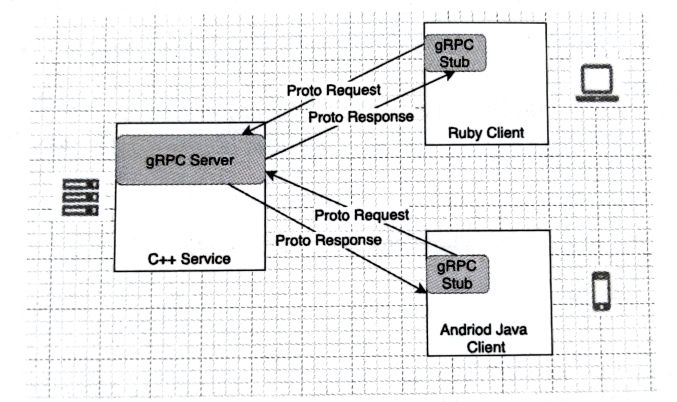 gRPC
Stub
Proto Request
Proto Response
Ruby Client
gRPC Server
C++ Service
Proto Request
Proto Response
gRPC
Stub
Andriod Java
Client